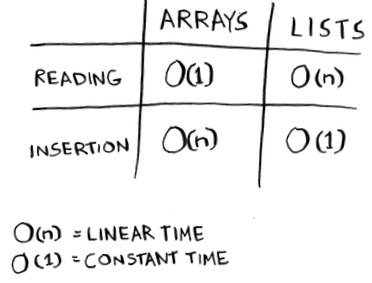 ARRAYS LISTS
READING O(1) O(n)
INSERTION O(n) O(1)
O(n) = LINEAR TIME
O(1) = CONSTANT TIME